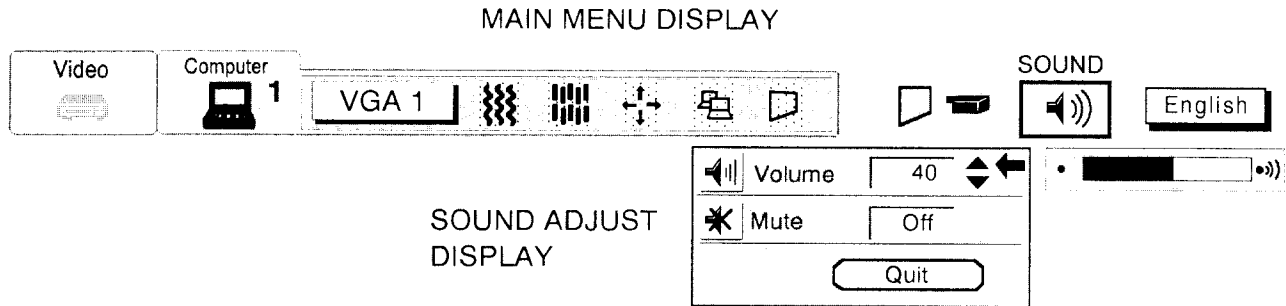 MAIN MENU DISPLAY
Video
Computer
1
VGA 1
SOUND
English
Volume 40
Mute Off
Quit
SOUND ADJUST
DISPLAY